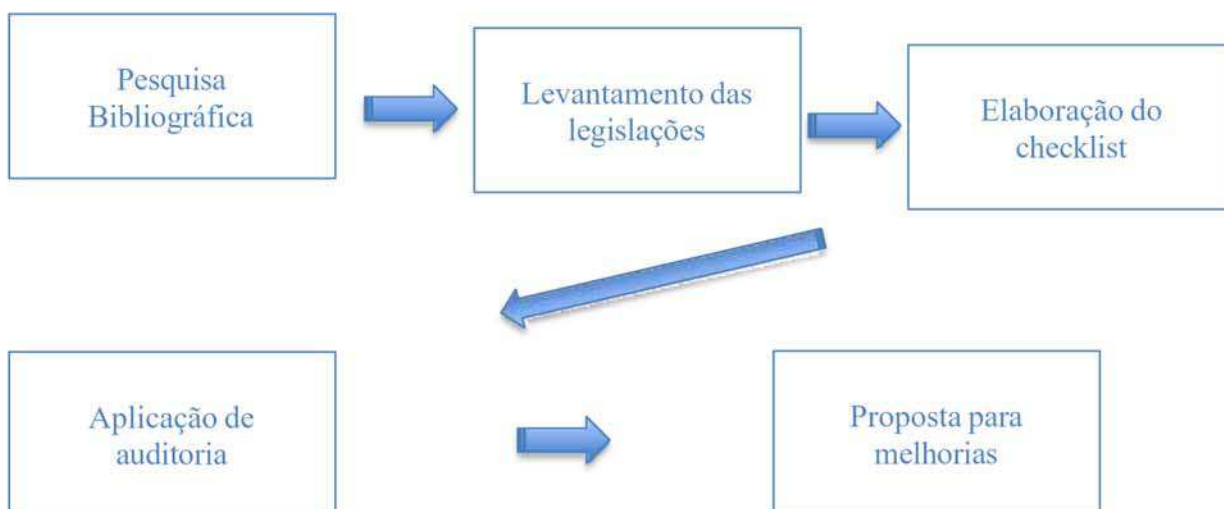 Pesquisa
Bibliográfica
Levantamento das
legislações
Elaboração do
checklist
Aplicação de
auditoria
Proposta para
melhorias